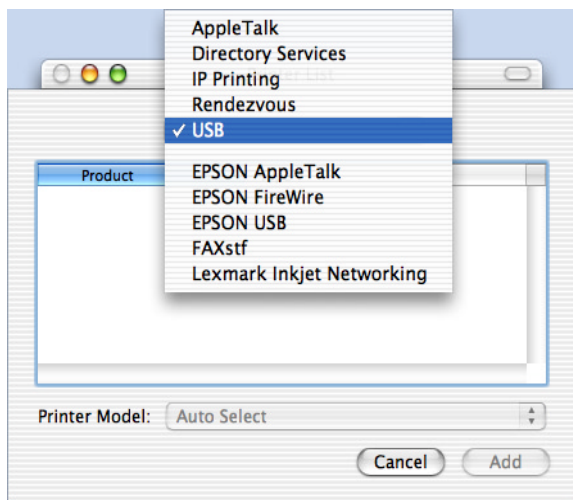 AppleTalk
Directory Services
IP Printing
Rendezvous
✓ USB
EPSON AppleTalk
EPSON FireWire
EPSON USB
FAXstf
Lexmark Inkjet Networking
List
Product
Printer Model: Auto Select
Cancel Add